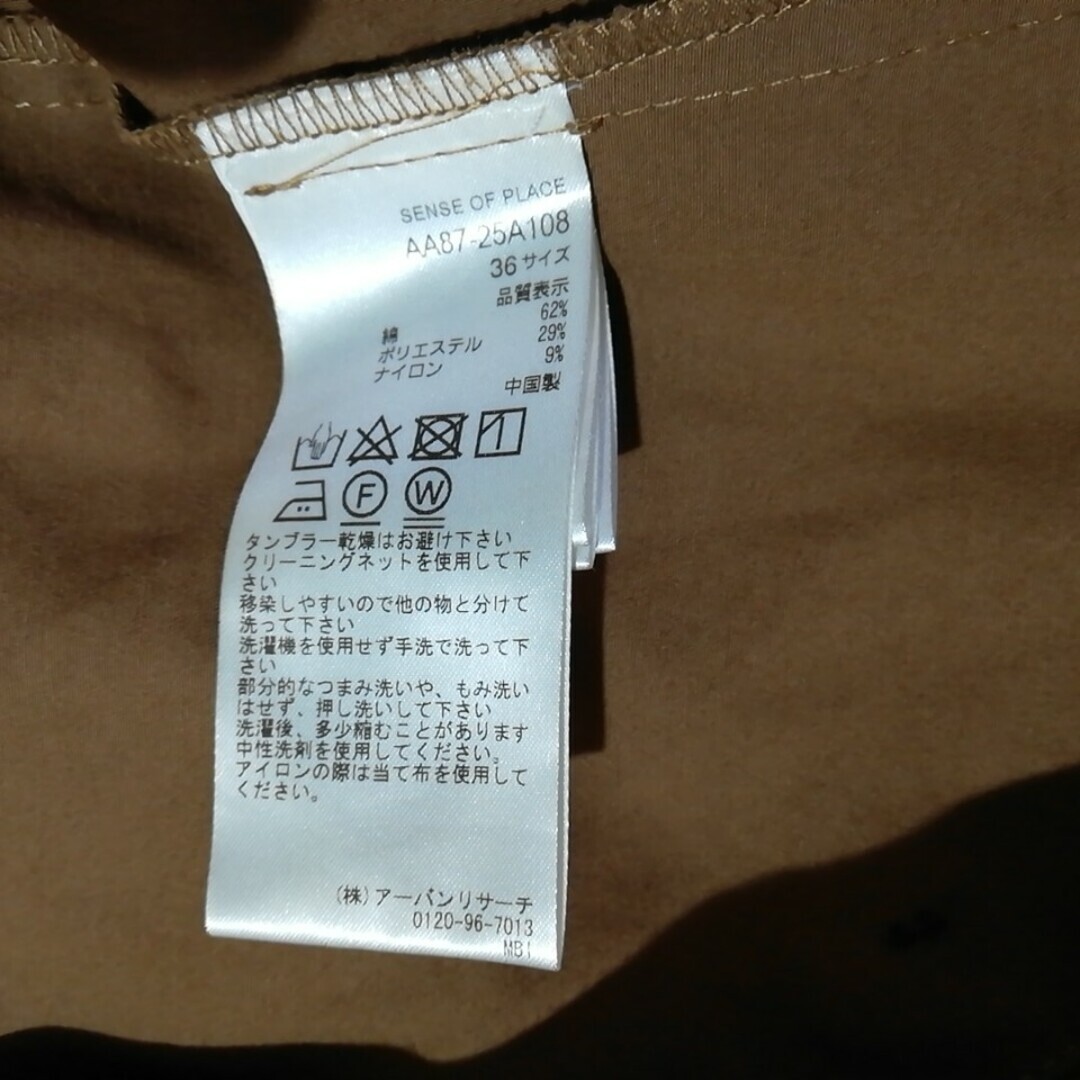 SENSE OF PLACE
AA87-25A108
36サイズ
品質表示
綿 62%
ポリエステル 29%
ナイロン 9%
中国製
F W
タンブラー乾燥はお避け下さい
クリーニングネットを使用して下
さい
移染しやすいので他の物と分けて
洗って下さい
洗濯機を使用せず手洗で洗って下
さい
部分的なつまみ洗いや、もみ洗い
はせず、押し洗いして下さい
洗濯後、多少縮むことがあります
中性洗剤を使用してください。
アイロンの際は当て布を使用して
ください。
(株)アーバンリサーチ
0120-96-7013
MB1